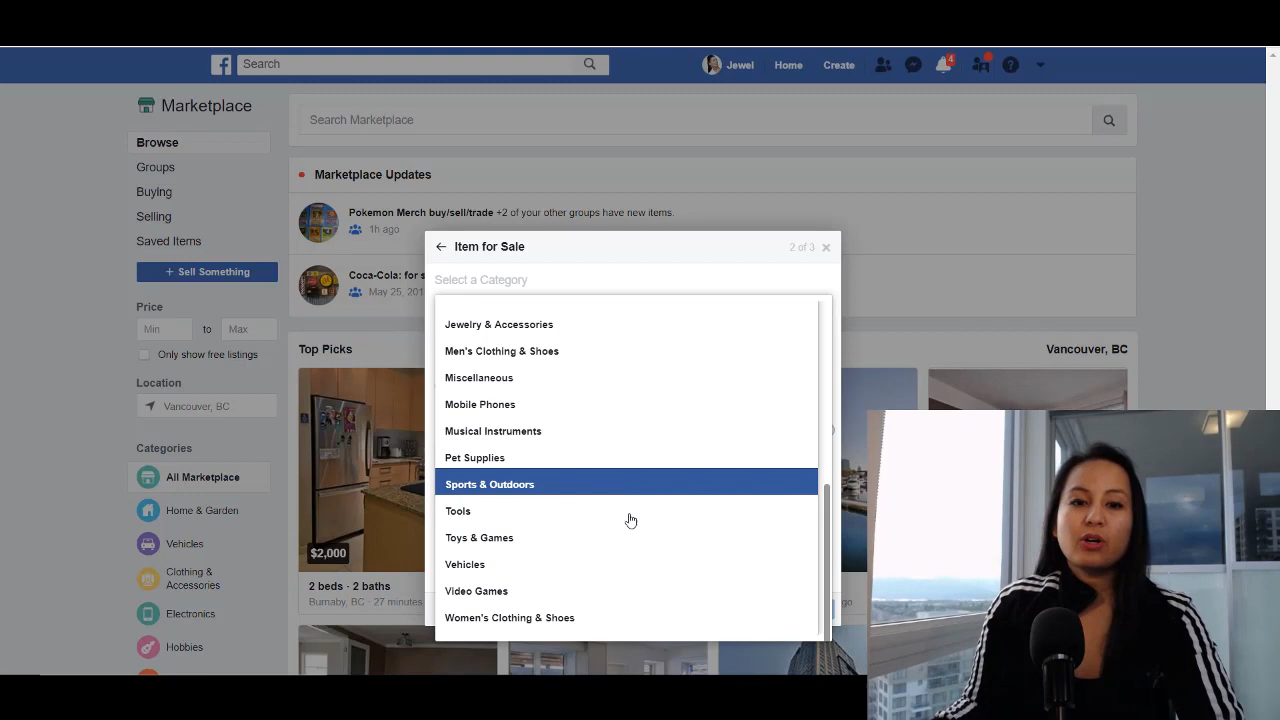 Search
Jewel
Home
Create
4
Marketplace
Search Marketplace
Browse
Groups
Buying
Selling
Saved Items
+ Sell Something
Price
Min to Max
Only show free listings
Location
Vancouver, BC
Categories
All Marketplace
Home & Garden
Vehicles
Clothing &
Accessories
Electronics
Hobbies
Marketplace Updates
Pokemon Merch buy/sell/trade +2 of your other groups have new items.
1h ago
Coca-Cola: for s
May 25, 201
Top Picks
Vancouver, BC
$2,000
2 beds · 2 baths
Burnaby, BC · 27 minutes
ago
Item for Sale
2 of 3
Select a Category
Jewelry & Accessories
Men's Clothing & Shoes
Miscellaneous
Mobile Phones
Musical Instruments
Pet Supplies
Sports & Outdoors
Tools
Toys & Games
Vehicles
Video Games
Women's Clothing & Shoes